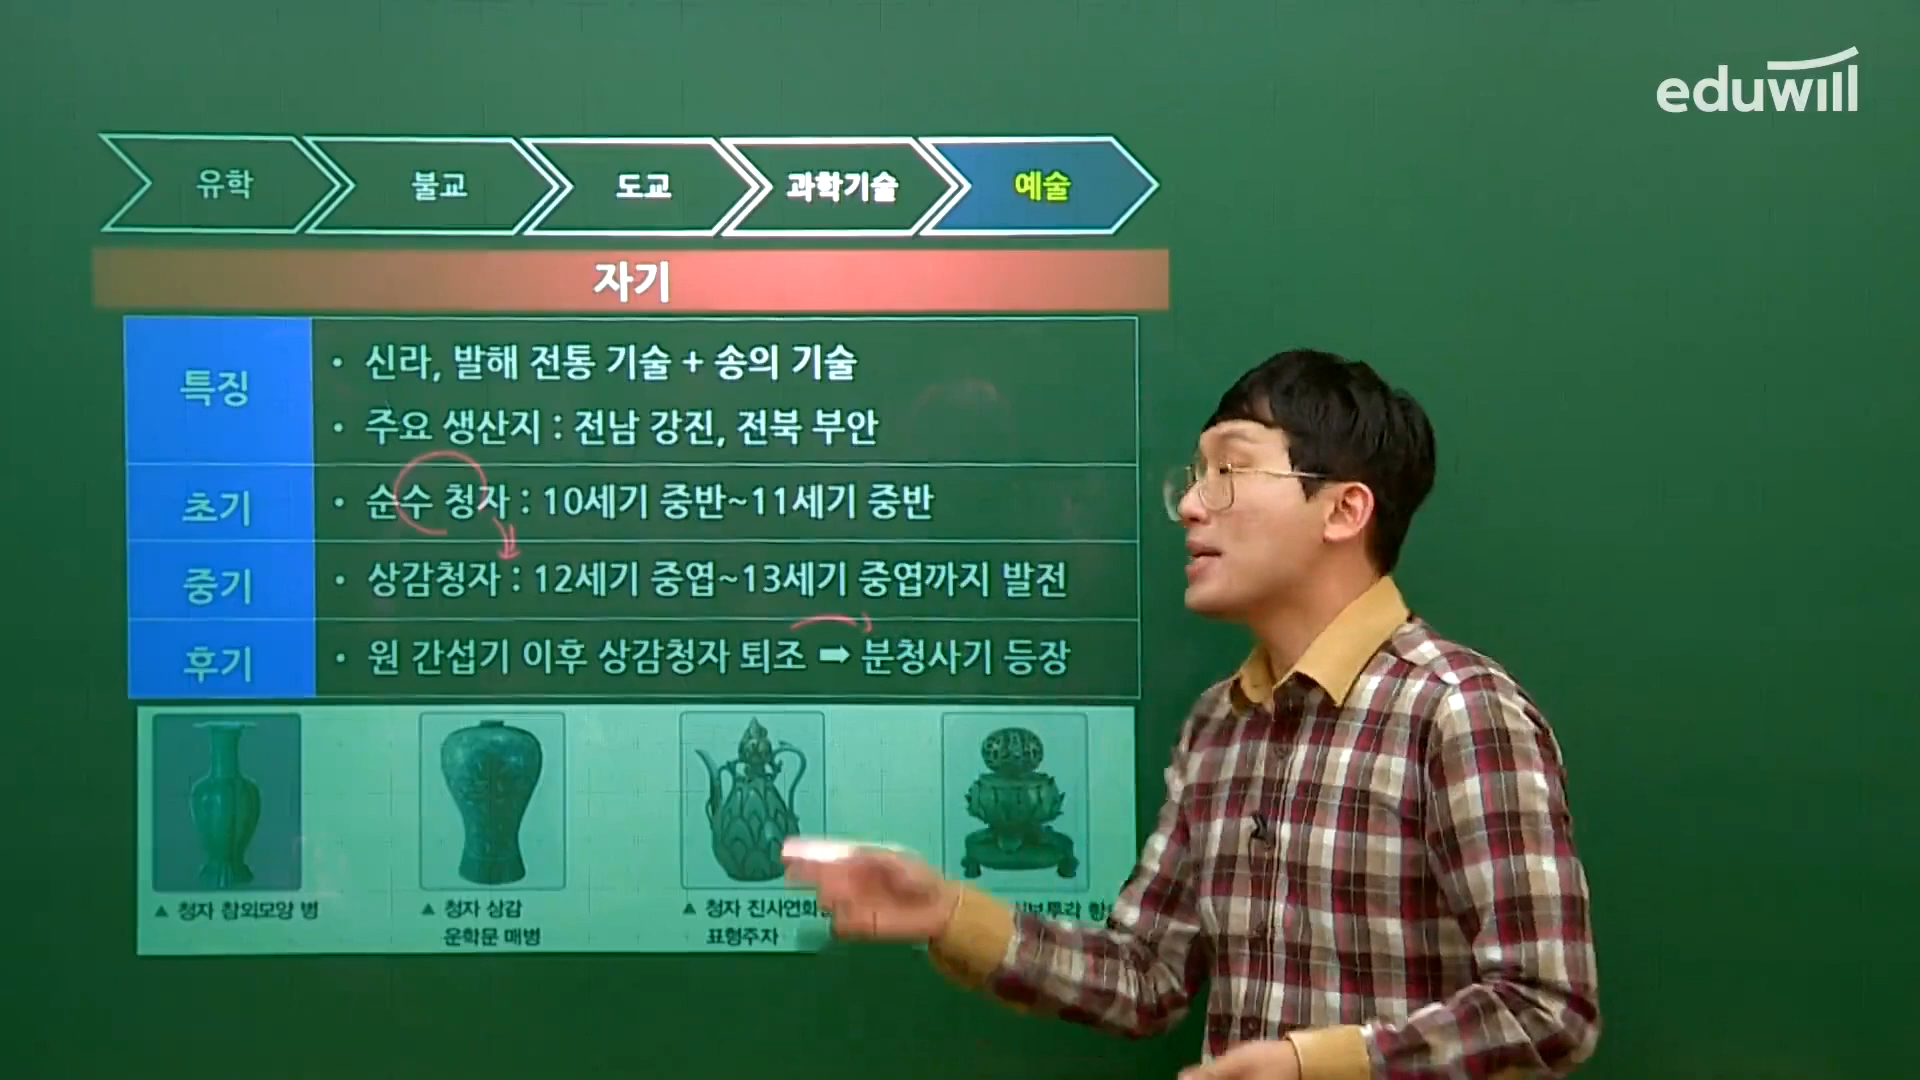 eduwill
유학 불교 도교 과학기술 예술
자기
특징
• 신라, 발해 전통 기술 + 송의 기술
• 주요 생산지 : 전남 강진, 전북 부안
초기 • 순수 청자 : 10세기 중반~11세기 중반
중기 • 상감청자 : 12세기 중엽~13세기 중엽까지 발전
후기 • 원 간섭기 이후 상감청자 퇴조 ➡ 분청사기 등장
▲ 청자 참외모양 병
▲ 청자 상감
운학문 매병
▲ 청자 진사연화
표형주자